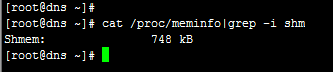 [root@dns ~]#
[root@dns ~]# cat /proc/meminfo|grep -i shm
Shmem:               748 kB
[root@dns ~]#